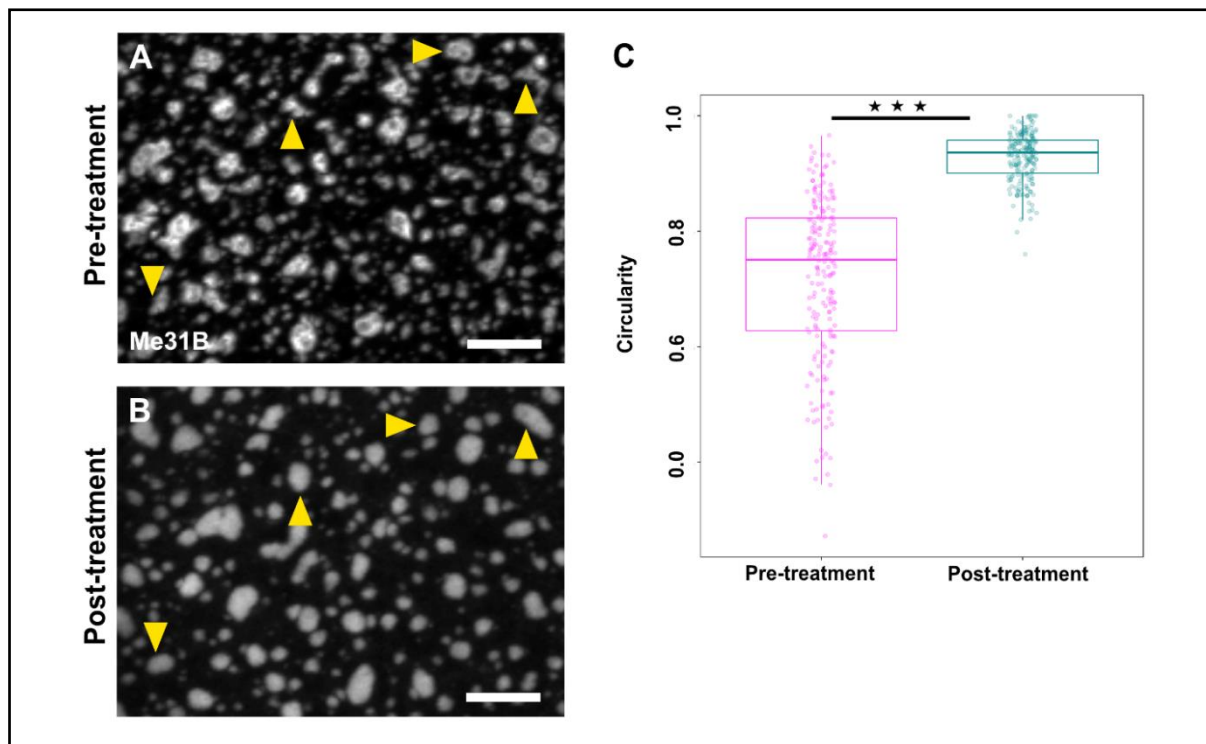 A
Pre-treatment
Me31B
B
Post-treatment
C
★ ★ ★
1.0
0.8
0.6
0.0
Circularity
Pre-treatment
Post-treatment